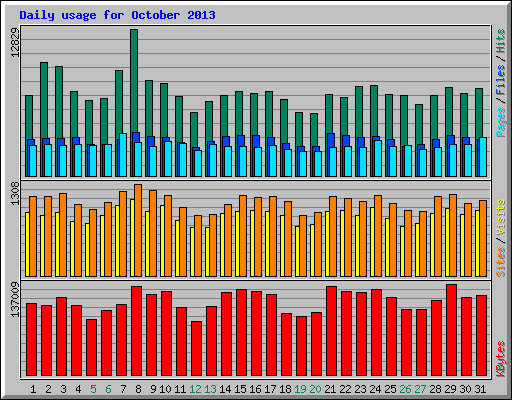 Daily usage for October 2013
12829
Pages/Files/Hits
1308
Sites/Visits
137009
KBytes
1 2 3 4 5 6 7 8 9 10 11 12 13 14 15 16 17 18 19 20 21 22 23 24 25 26 27 28 29 30 31